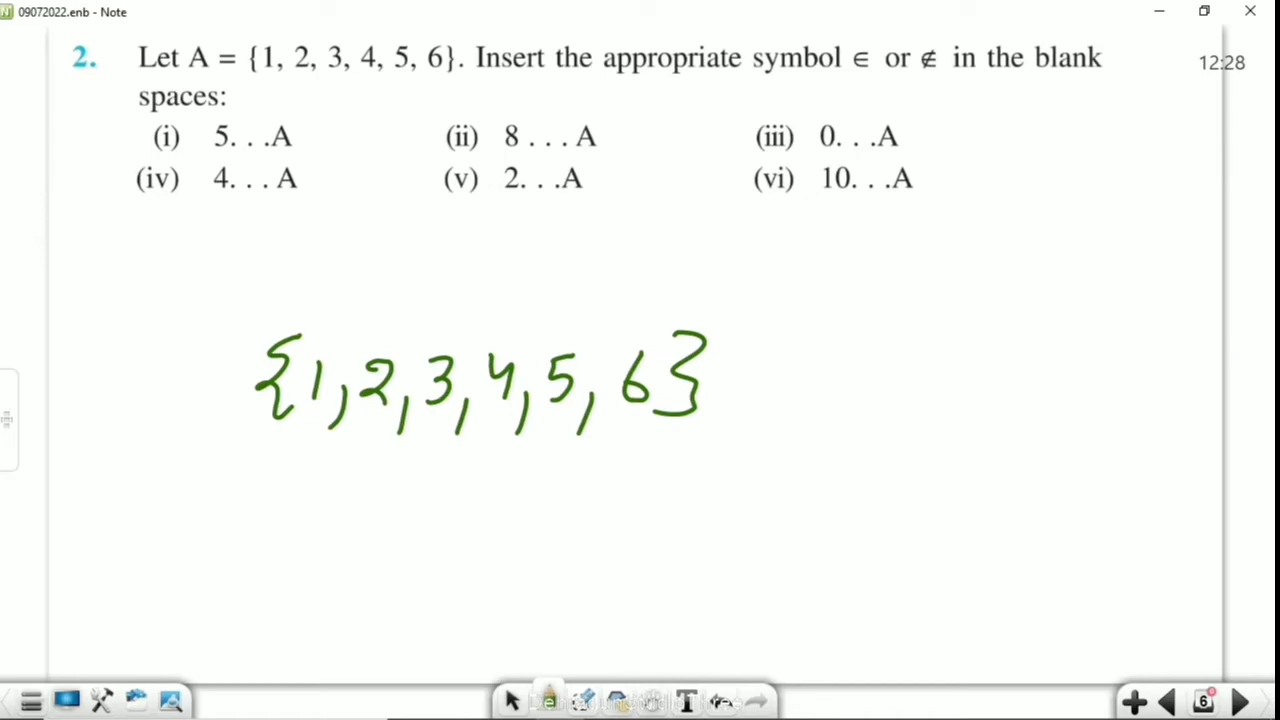 09072022.enb - Note
2. Let A = {1, 2, 3, 4, 5, 6}. Insert the appropriate symbol ∈ or ∉ in the blank
12:28
spaces:
(i) 5. . .A (ii) 8 . . . A (iii) 0. . .A
(iv) 4. . . A (v) 2. . .A (vi) 10. . .A
{1, 2, 3, 4, 5, 6}
T
6